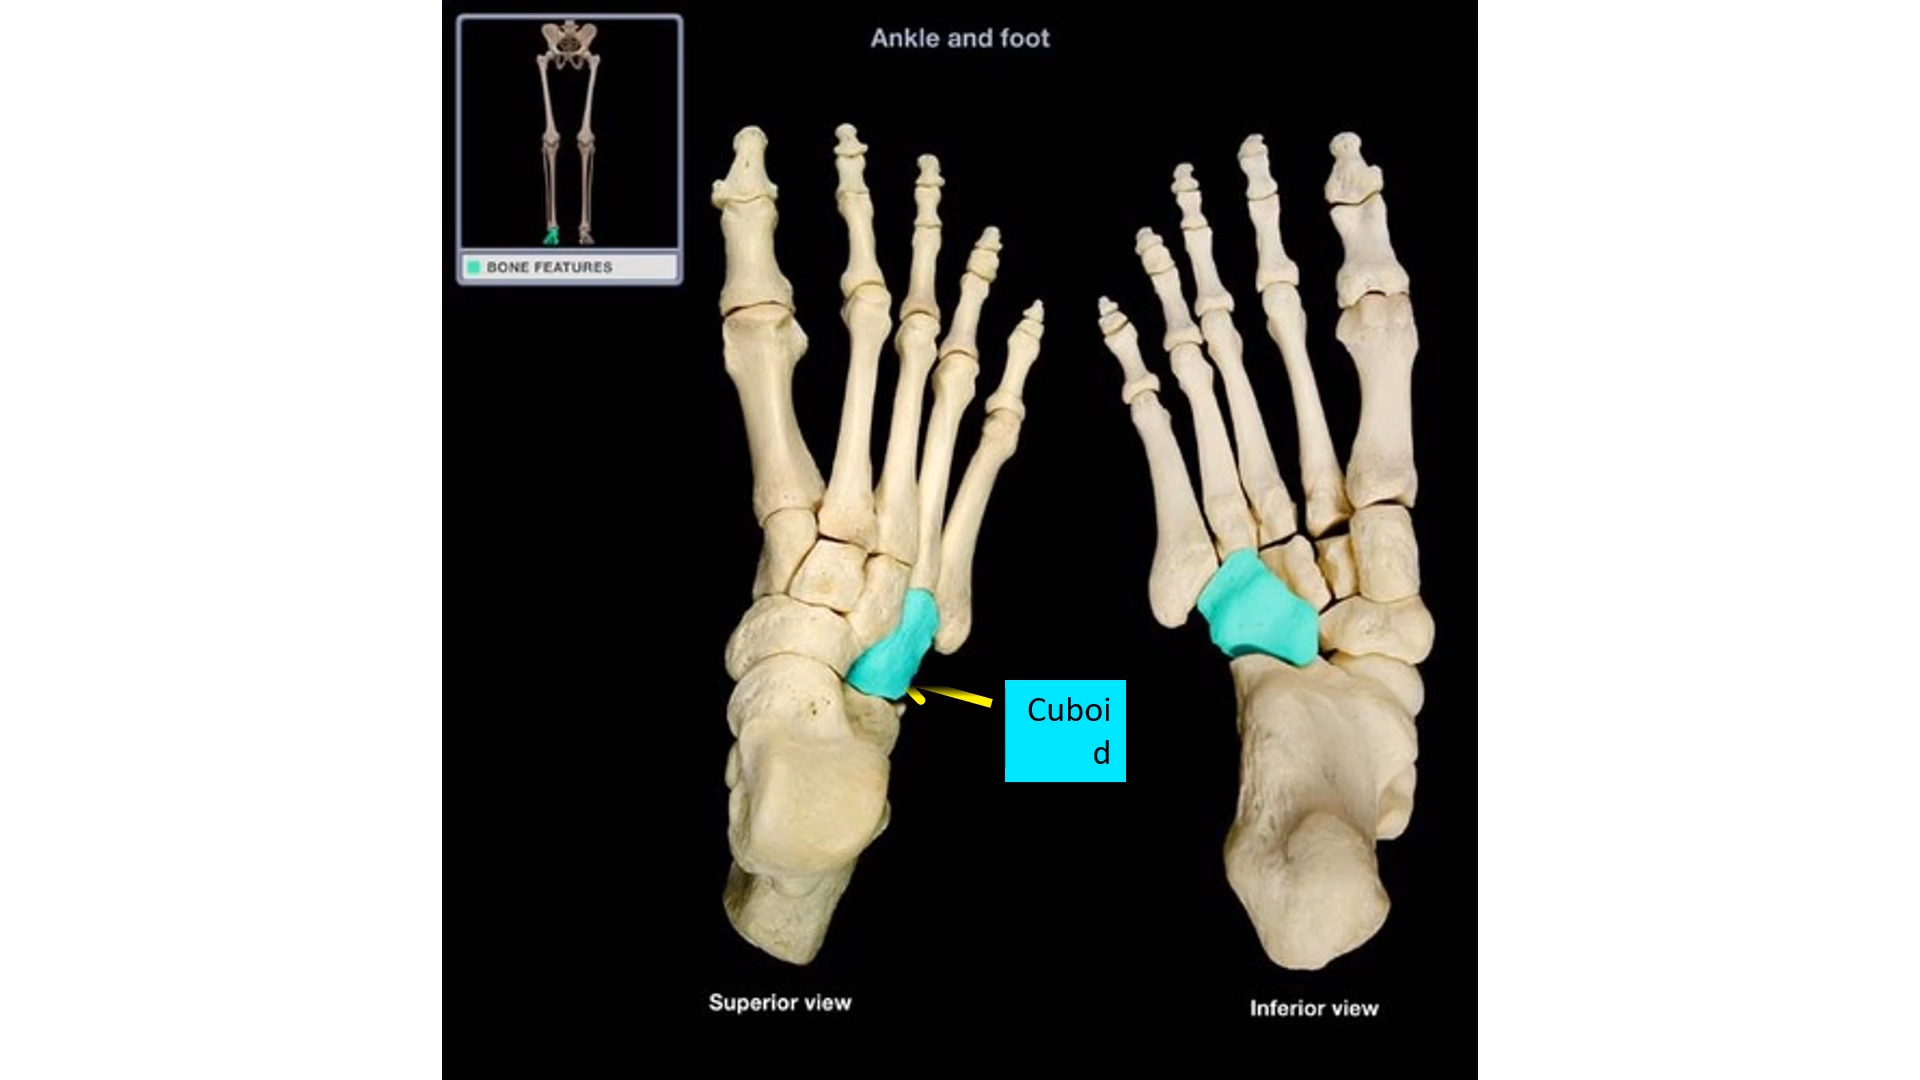 Ankle and foot
BONE FEATURES
Cuboi
d
Superior view
Inferior view